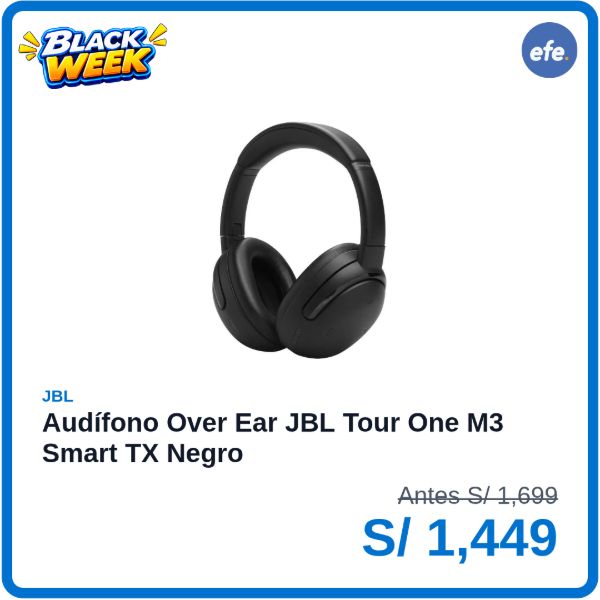 BLACK
WEEK
efe.
JBL
Audífono Over Ear JBL Tour One M3
Smart TX Negro
Antes S/ 1,699
S/ 1,449